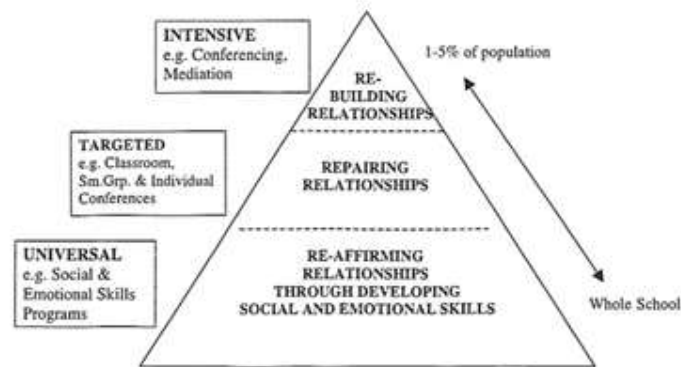 INTENSIVE
e.g. Conferencing,
Mediation
1-5% of population
RE-
BUILDING
RELATIONSHIPS
TARGETED
e.g. Classroom,
Sm.Grp. & Individual
Conferences
REPAIRING
RELATIONSHIPS
UNIVERSAL
e.g. Social &
Emotional Skills
Programs
RE-AFFIRMING
RELATIONSHIPS
THROUGH DEVELOPING
SOCIAL AND EMOTIONAL SKILLS
Whole School